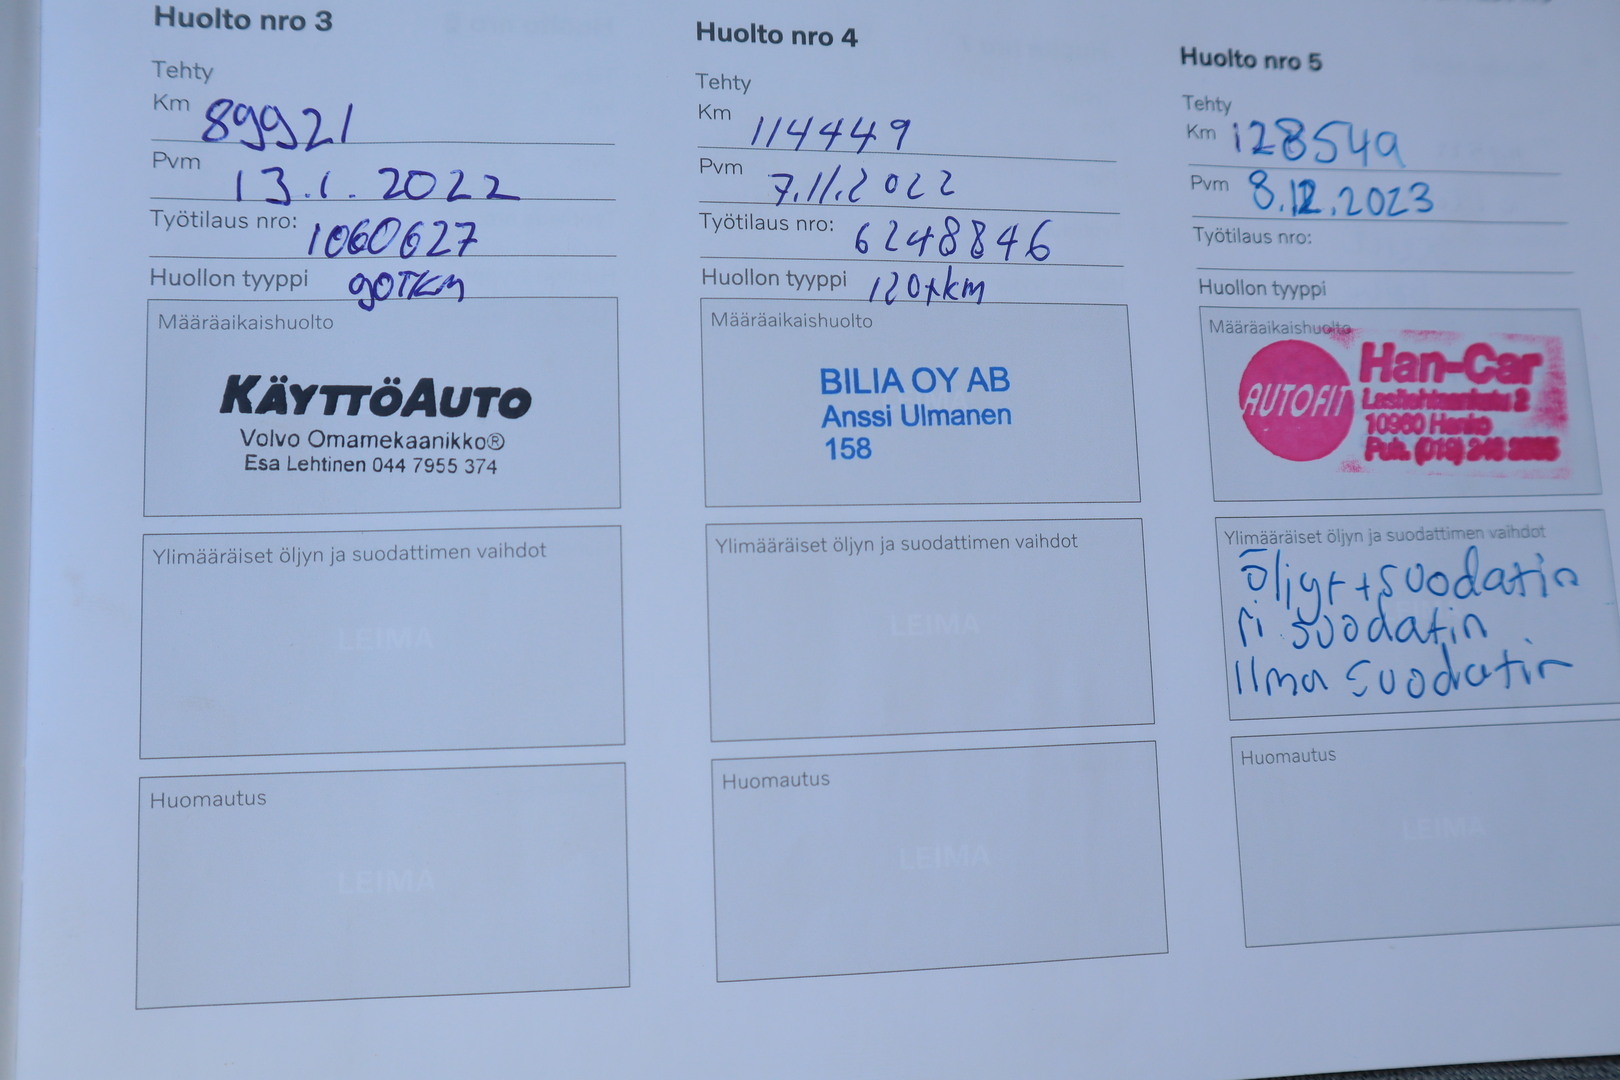 Huolto nro 3
Tehty
Km 89921
Pvm 13.1.2022
Työtilaus nro: 1060627
Huollon tyyppi 90TKM
Määräaikaishuolto
KÄYTTÖAUTO
Volvo Omamekaanikko®
Esa Lehtinen 044 7955 374
Ylimääräiset öljyn ja suodattimen vaihdot
LEIMA
Huomautus
LEIMA
Huolto nro 4
Tehty
Km 114449
Pvm 7.11.2022
Työtilaus nro: 6248846
Huollon tyyppi 120tkm
Määräaikaishuolto
BILIA OY AB
Anssi Ulmanen
158
Ylimääräiset öljyn ja suodattimen vaihdot
LEIMA
Huomautus
LEIMA
Huolto nro 5
Tehty
Km 128549
Pvm 8.12.2023
Työtilaus nro:
Huollon tyyppi
Määräaikaishuolto
AUTOFIT
Han-Car
2
10960 Hanko
Puh. (019)
Ylimääräiset öljyn ja suodattimen vaihdot
öljyt + suodatin
ri suodatin
Ilma suodatin
Huomautus
LEIMA